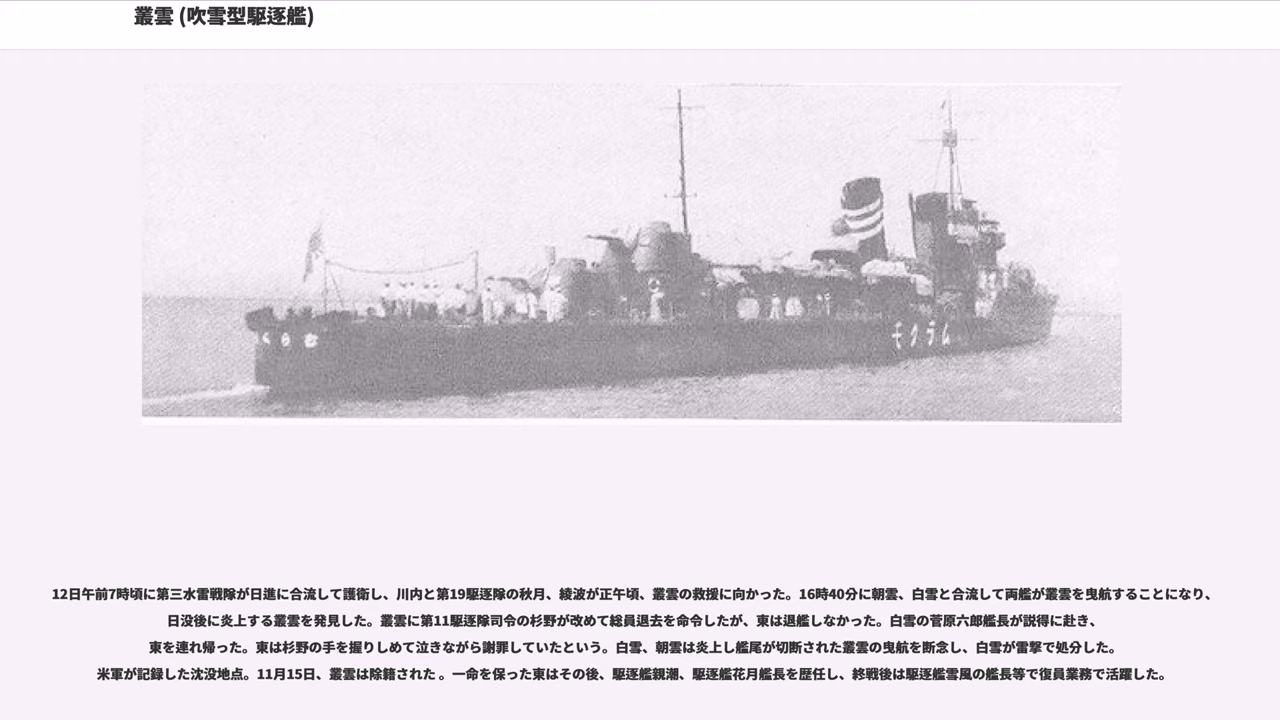 叢雲 (吹雪型駆逐艦)
モクラム
12日午前7時頃に第三水雷戦隊が日進に合流して護衛し、川内と第19駆逐隊の秋月、綾波が正午頃、叢雲の救援に向かった。16時40分に朝雲、白雪と合流して両艦が叢雲を曳航することになり、
日没後に炎上する叢雲を発見した。叢雲に第11駆逐隊司令の杉野が改めて総員退去を命令したが、東は退艦しなかった。白雪の菅原六郎艦長が説得に赴き、
東を連れ帰った。東は杉野の手を握りしめて泣きながら謝罪していたという。白雪、朝雲は炎上し艦尾が切断された叢雲の曳航を断念し、白雪が雷撃で処分した。
米軍が記録した沈没地点。11月15日、叢雲は除籍された 。一命を保った東はその後、駆逐艦親潮、駆逐艦花月艦長を歴任し、終戦後は駆逐艦雪風の艦長等で復員業務で活躍した。